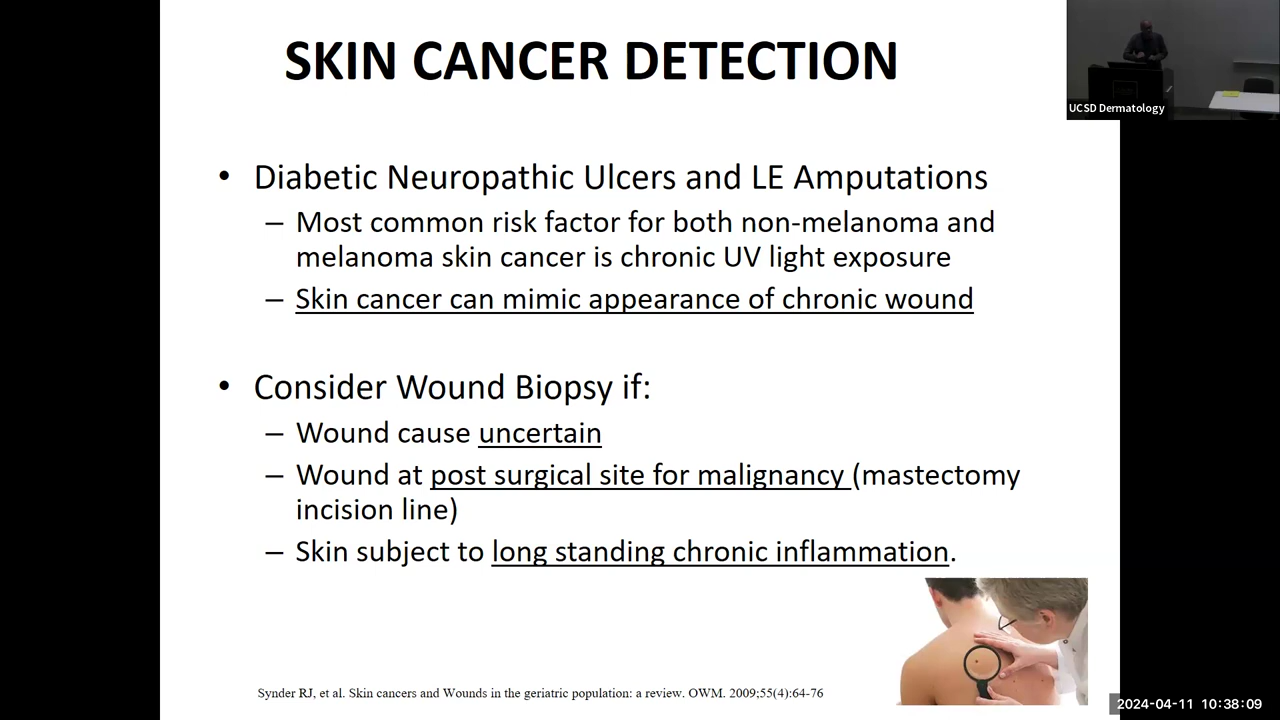 SKIN CANCER DETECTION
UCSD Dermatology
• Diabetic Neuropathic Ulcers and LE Amputations
– Most common risk factor for both non-melanoma and
melanoma skin cancer is chronic UV light exposure
– Skin cancer can mimic appearance of chronic wound
• Consider Wound Biopsy if:
– Wound cause uncertain
– Wound at post surgical site for malignancy (mastectomy
incision line)
– Skin subject to long standing chronic inflammation.
Synder RJ, et al. Skin cancers and Wounds in the geriatric population: a review. OWM. 2009;55(4):64-76
2024-04-11 10:38:09